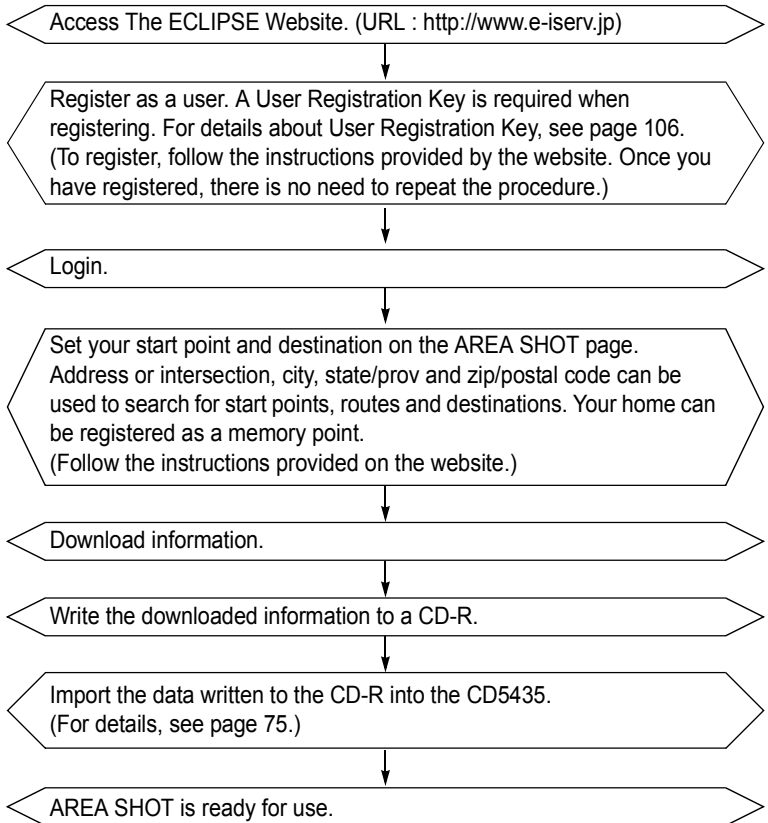 Access The ECLIPSE Website. (URL : http://www.e-iserv.jp)
Register as a user. A User Registration Key is required when
registering. For details about User Registration Key, see page 106.
(To register, follow the instructions provided by the website. Once you
have registered, there is no need to repeat the procedure.)
Login.
Set your start point and destination on the AREA SHOT page.
Address or intersection, city, state/prov and zip/postal code can be
used to search for start points, routes and destinations. Your home can
be registered as a memory point.
(Follow the instructions provided on the website.)
Download information.
Write the downloaded information to a CD-R.
Import the data written to the CD-R into the CD5435.
(For details, see page 75.)
AREA SHOT is ready for use.